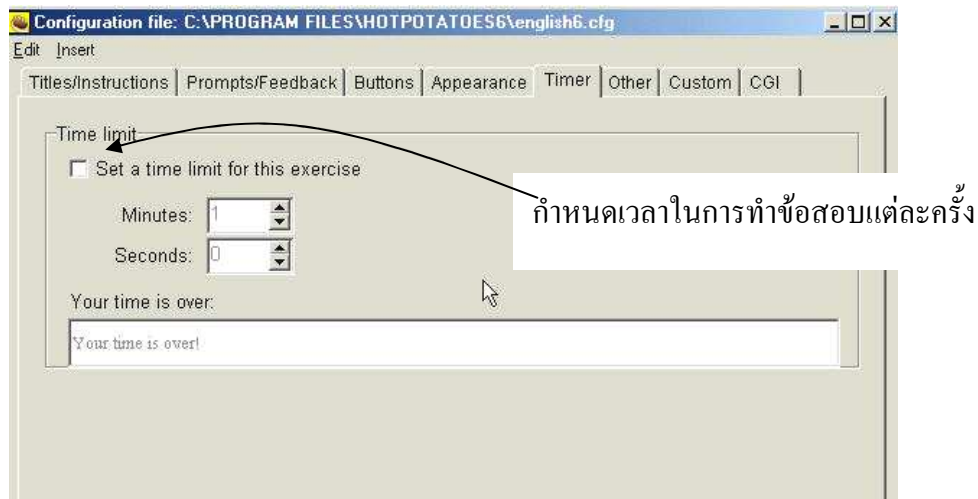 Configuration file: C:\PROGRAM FILES\HOTPOTATOES6\english6.cfg
Edit Insert
Titles/Instructions Prompts/Feedback Buttons Appearance Timer Other Custom CGI
Time limit
Set a time limit for this exercise
กำหนดเวลาในการทำข้อสอบแต่ละครั้ง
Minutes: 1
Seconds: 0
Your time is over:
Your time is over!